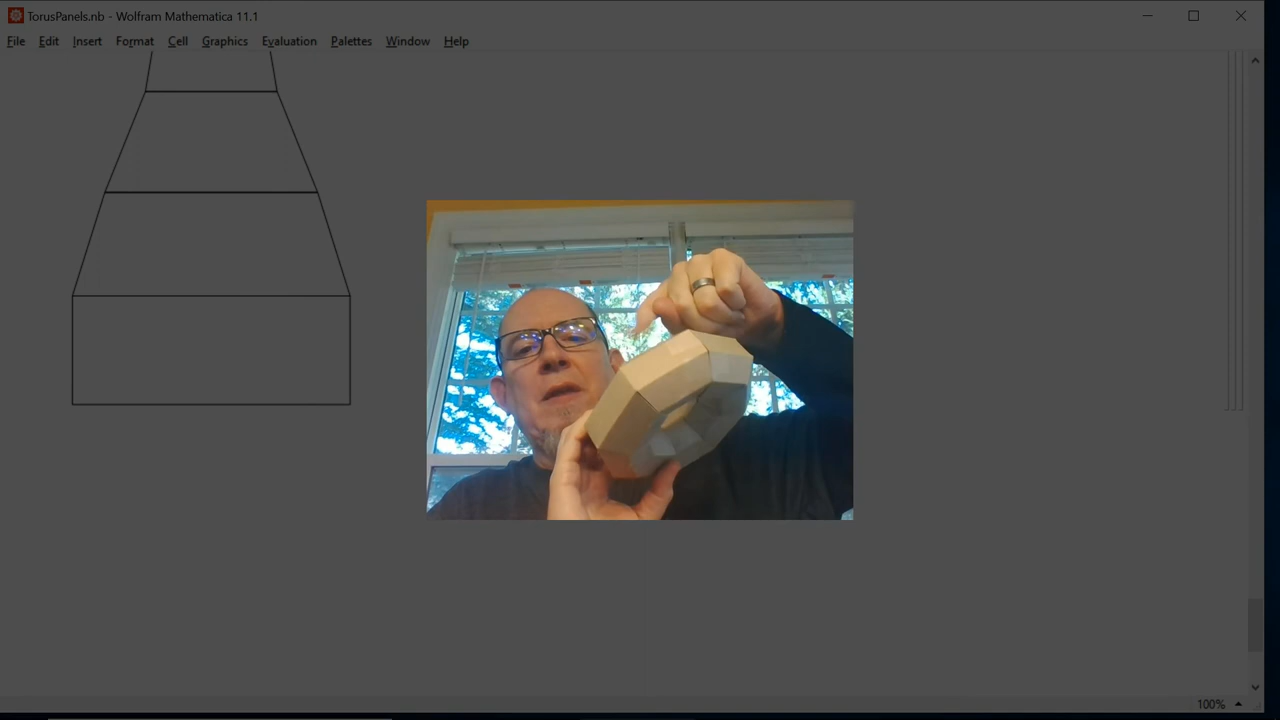 TorusPanels.nb - Wolfram Mathematica 11.1
File Edit Insert Format Cell Graphics Evaluation Palettes Window Help
100%